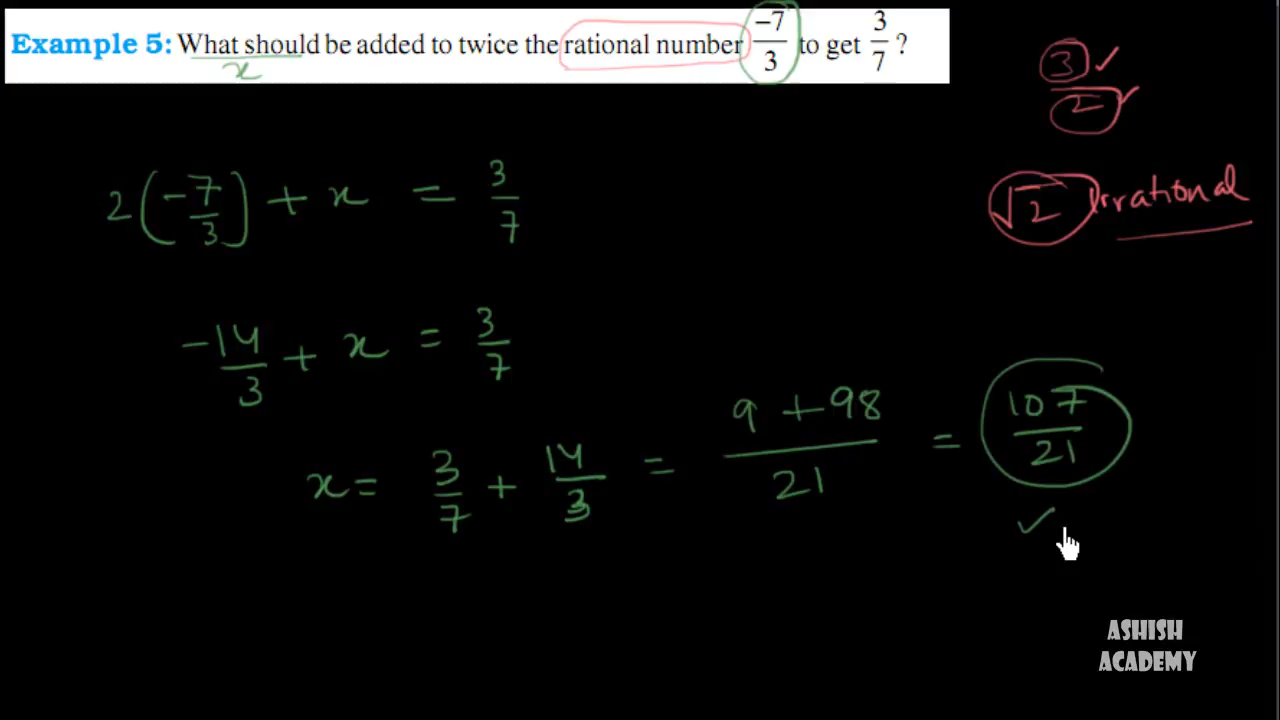 Example 5: What should be added to twice the rational number -7/3 to get 3/7 ?
x
3/2
√2 Irrational
2(-7/3) + x = 3/7
-14/3 + x = 3/7
x = 3/7 + 14/3 = 9 + 98/21 = 107/21
ASHISH
ACADEMY